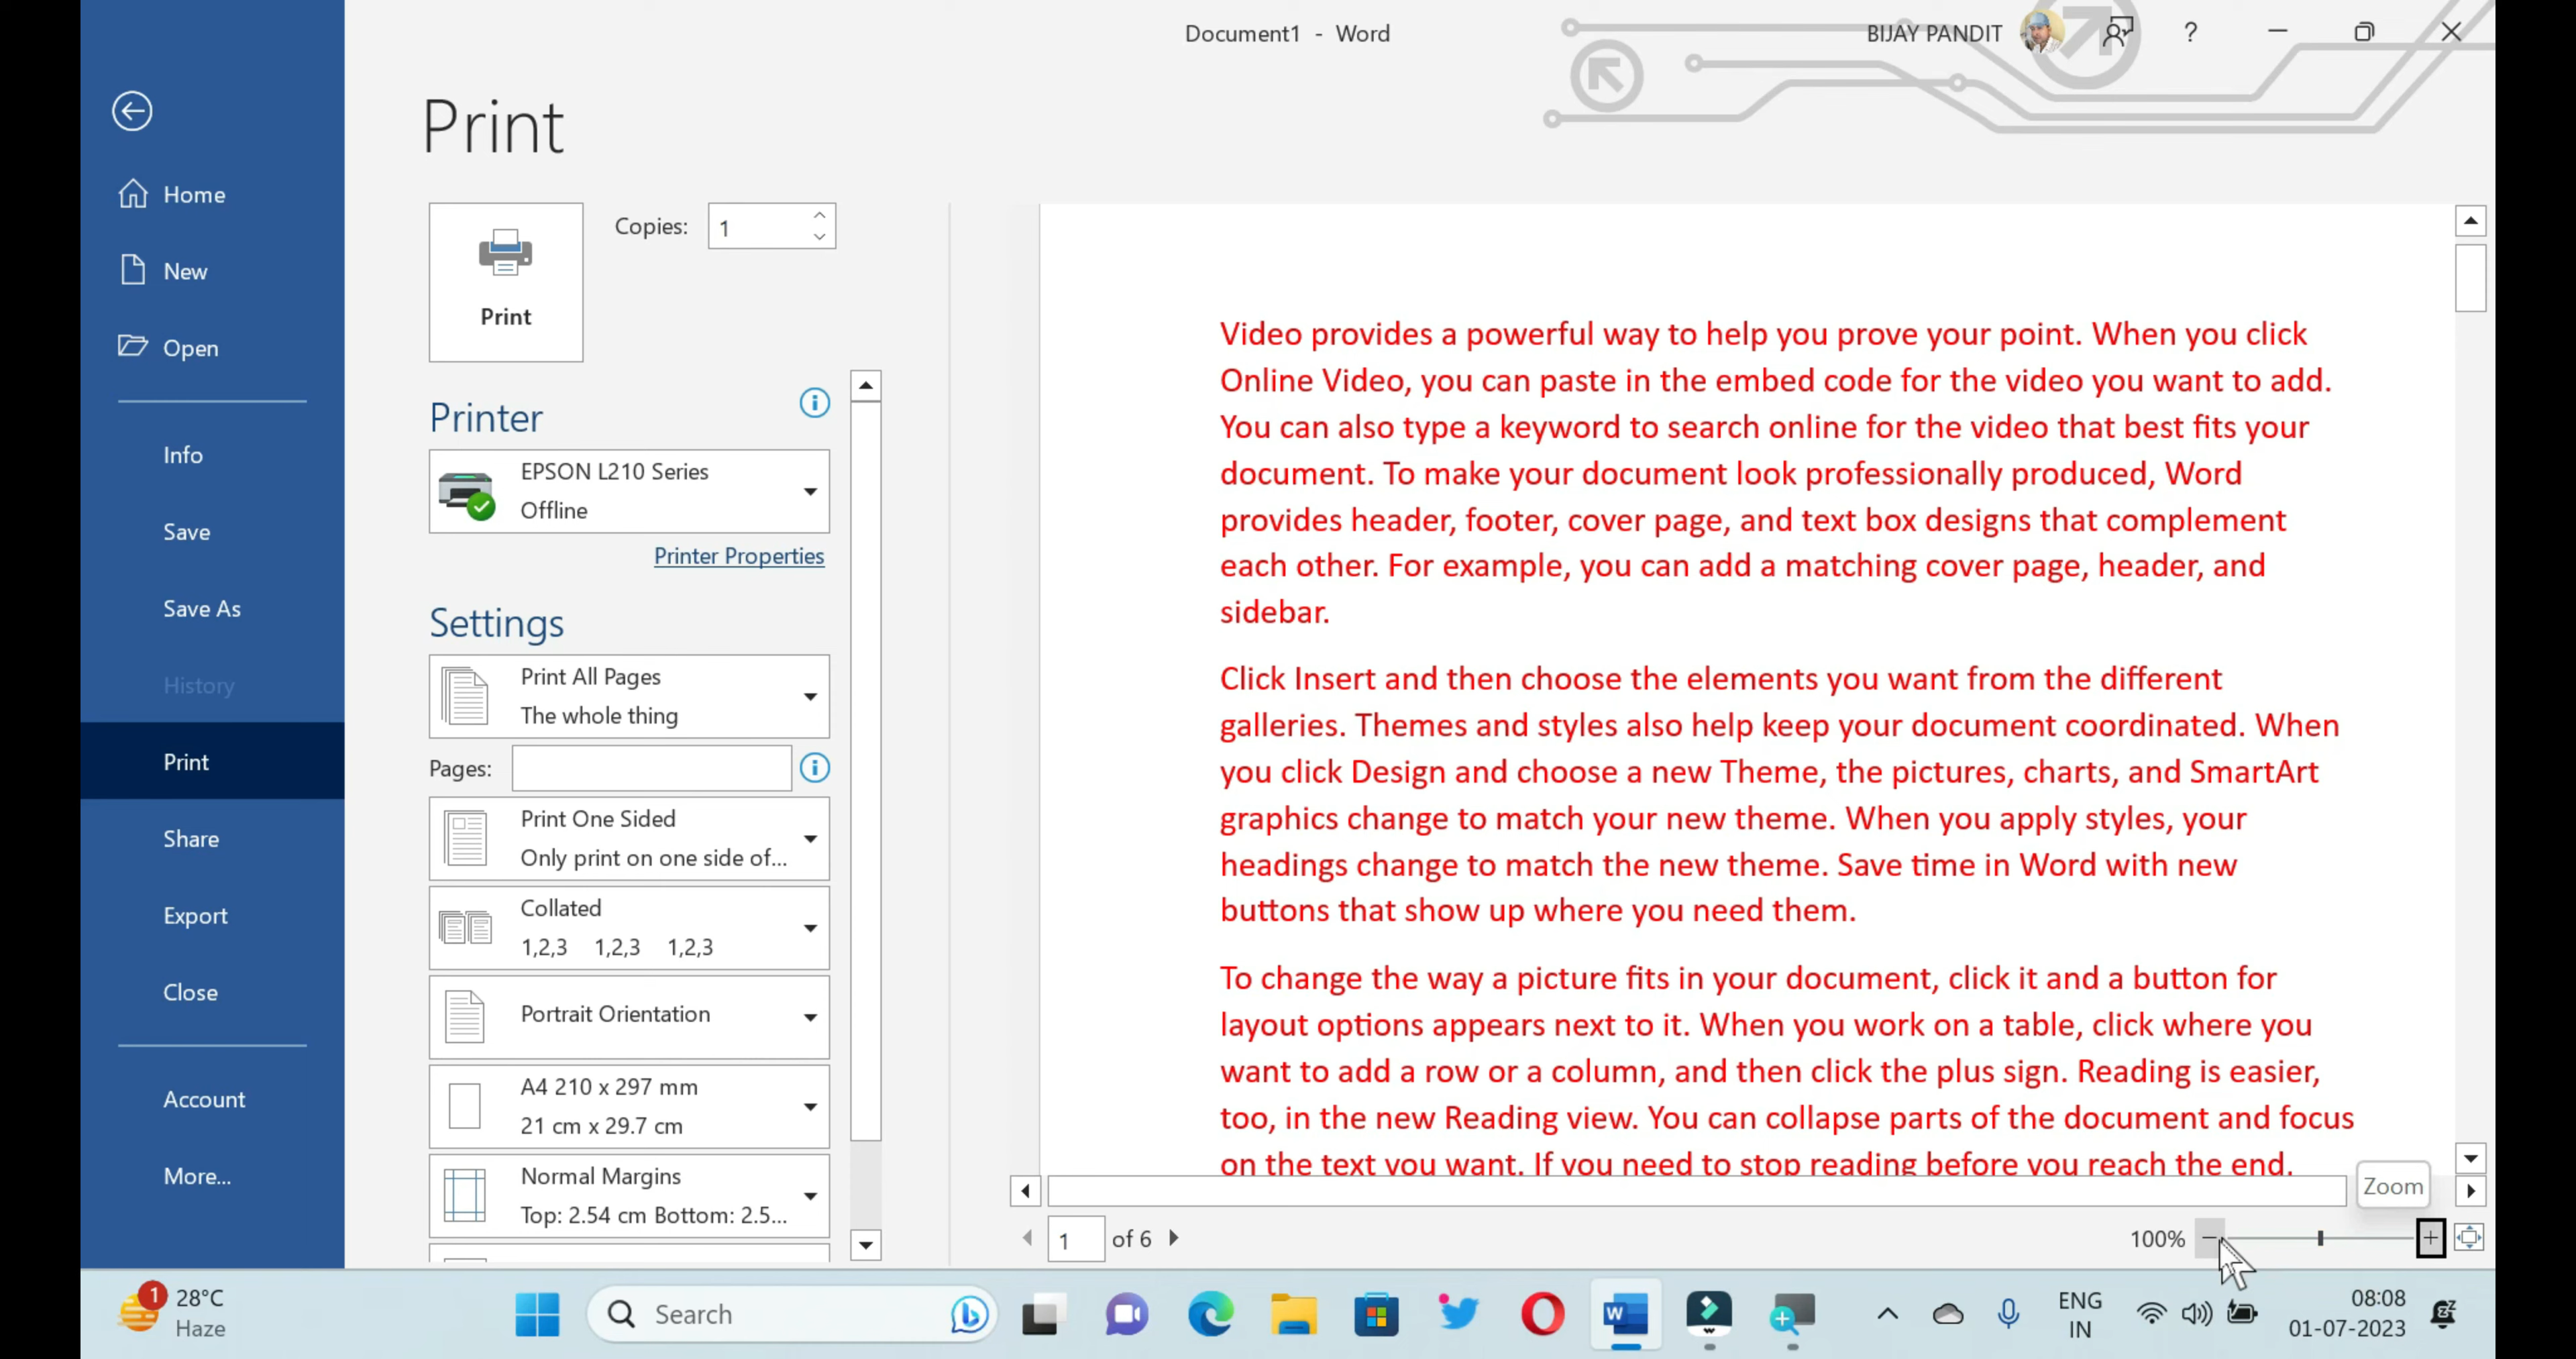 Document1 - Word
BIJAY PANDIT
?
Print
Home
New
Open
Info
Save
Save As
History
Print
Share
Export
Close
Account
More...
Print
Copies: 1
Printer
EPSON L210 Series
Offline
Printer Properties
Settings
Print All Pages
The whole thing
Pages:
Print One Sided
Only print on one side of...
Collated
1,2,3 1,2,3 1,2,3
Portrait Orientation
A4 210 x 297 mm
21 cm x 29.7 cm
Normal Margins
Top: 2.54 cm Bottom: 2.5...
Video provides a powerful way to help you prove your point. When you click
Online Video, you can paste in the embed code for the video you want to add.
You can also type a keyword to search online for the video that best fits your
document. To make your document look professionally produced, Word
provides header, footer, cover page, and text box designs that complement
each other. For example, you can add a matching cover page, header, and
sidebar.
Click Insert and then choose the elements you want from the different
galleries. Themes and styles also help keep your document coordinated. When
you click Design and choose a new Theme, the pictures, charts, and SmartArt
graphics change to match your new theme. When you apply styles, your
headings change to match the new theme. Save time in Word with new
buttons that show up where you need them.
To change the way a picture fits in your document, click it and a button for
layout options appears next to it. When you work on a table, click where you
want to add a row or a column, and then click the plus sign. Reading is easier,
too, in the new Reading view. You can collapse parts of the document and focus
on the text you want. If you need to stop reading before you reach the end,
Zoom
1 of 6
100%
1
28°C
Haze
Search
ENG
IN
08:08
01-07-2023